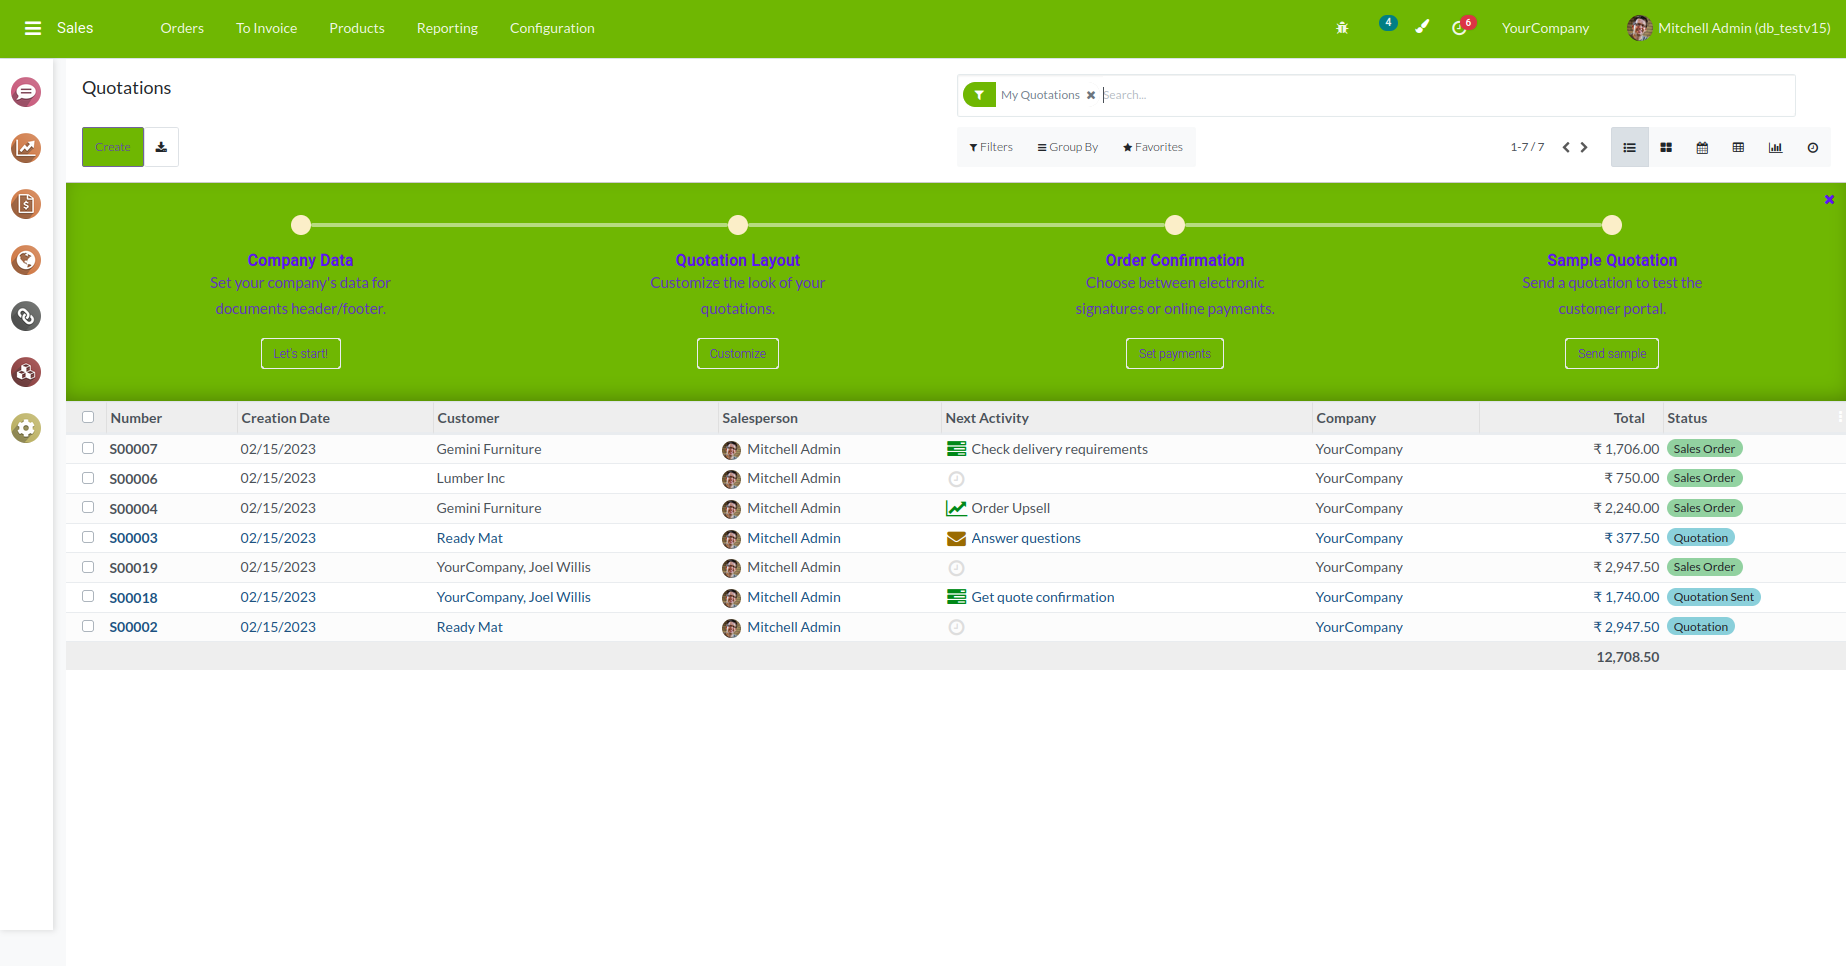 Sales Orders To Invoice Products Reporting Configuration 4 6 YourCompany Mitchell Admin (db_testv15)
Quotations
My Quotations Search...
Create Filters Group By Favorites 1-7 / 7
Company Data
Set your company's data for
documents header/footer.
Let's start!
Quotation Layout
Customize the look of your
quotations.
Customize
Order Confirmation
Choose between electronic
signatures or online payments.
Set payments
Sample Quotation
Send a quotation to test the
customer portal.
Send sample
Number Creation Date Customer Salesperson Next Activity Company Total Status
S00007 02/15/2023 Gemini Furniture Mitchell Admin Check delivery requirements YourCompany ₹ 1,706.00 Sales Order
S00006 02/15/2023 Lumber Inc Mitchell Admin YourCompany ₹ 750.00 Sales Order
S00004 02/15/2023 Gemini Furniture Mitchell Admin Order Upsell YourCompany ₹ 2,240.00 Sales Order
S00003 02/15/2023 Ready Mat Mitchell Admin Answer questions YourCompany ₹ 377.50 Quotation
S00019 02/15/2023 YourCompany, Joel Willis Mitchell Admin YourCompany ₹ 2,947.50 Sales Order
S00018 02/15/2023 YourCompany, Joel Willis Mitchell Admin Get quote confirmation YourCompany ₹ 1,740.00 Quotation Sent
S00002 02/15/2023 Ready Mat Mitchell Admin YourCompany ₹ 2,947.50 Quotation
12,708.50